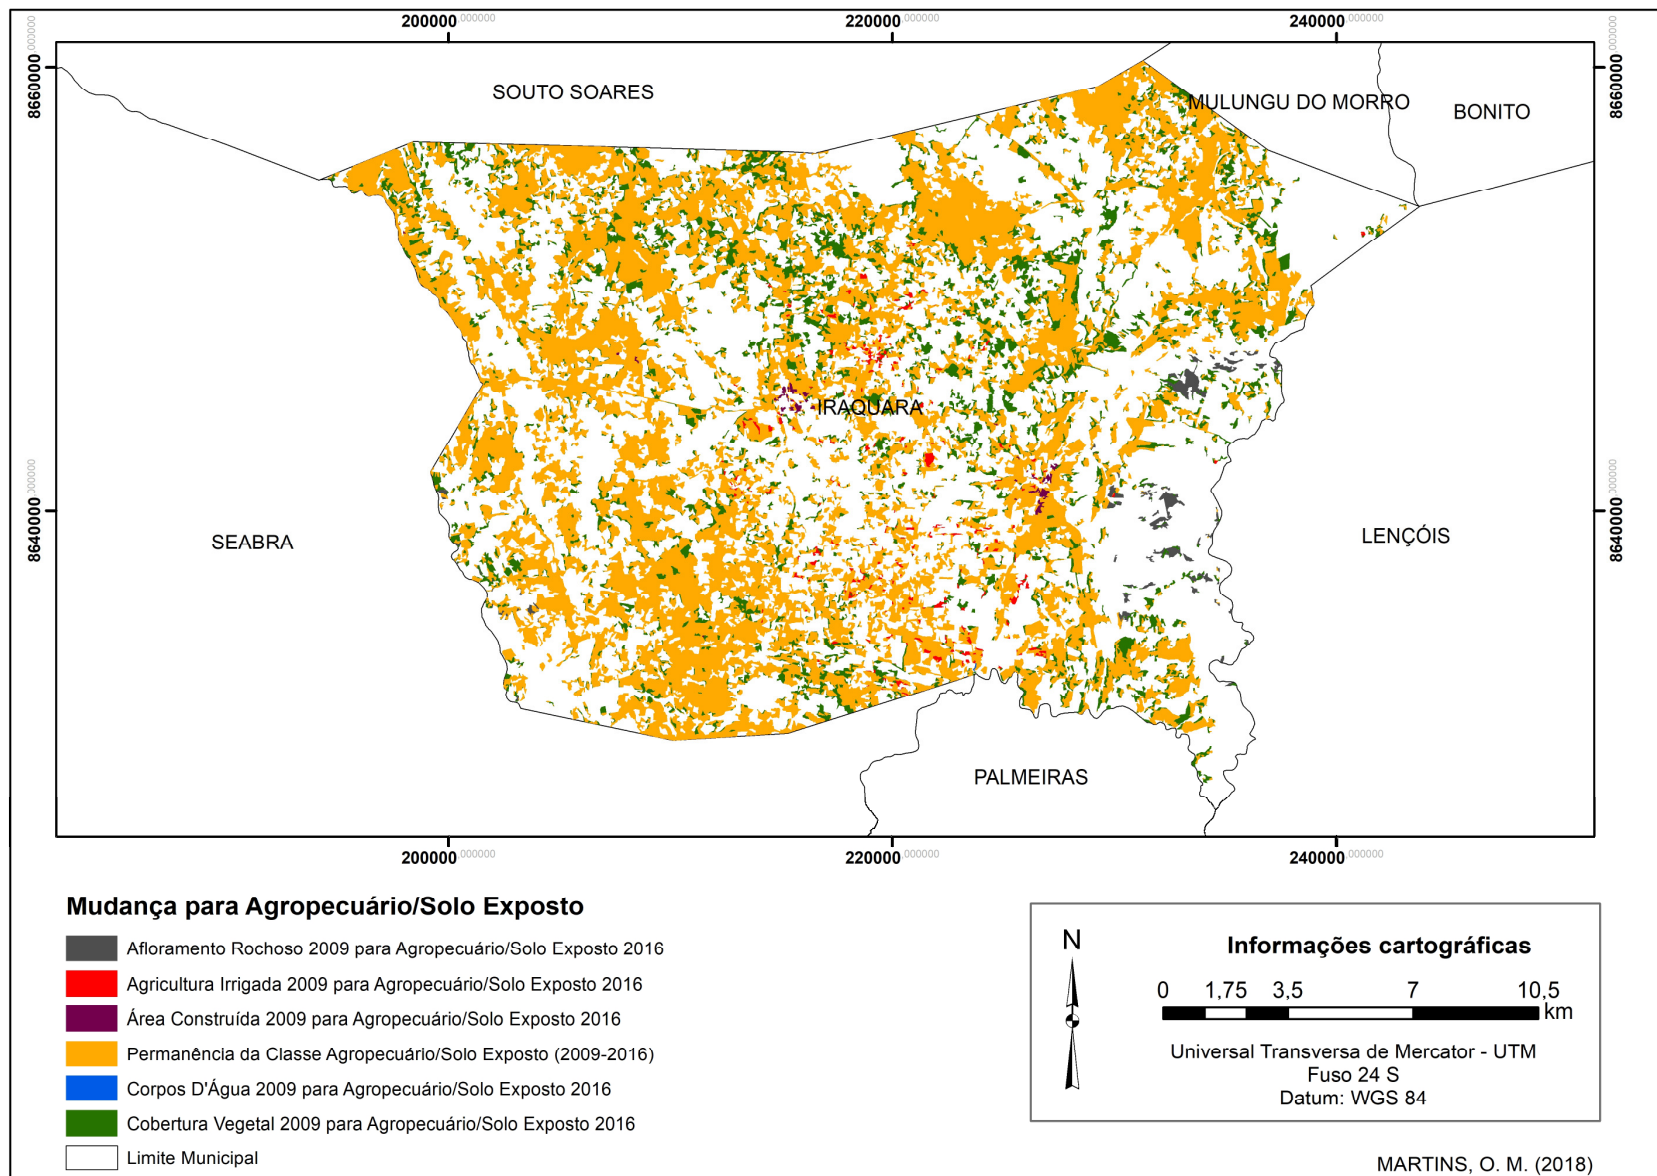 200000,000000 220000,000000 240000,000000
8660000,000000
8660000,000000
SOUTO SOARES
MULUNGU DO MORRO
BONITO
IRAQUARA
8640000,000000
8640000,000000
SEABRA
LENÇÓIS
PALMEIRAS
200000,000000 220000,000000 240000,000000
Mudança para Agropecuário/Solo Exposto
Afloramento Rochoso 2009 para Agropecuário/Solo Exposto 2016
Agricultura Irrigada 2009 para Agropecuário/Solo Exposto 2016
Área Construída 2009 para Agropecuário/Solo Exposto 2016
Permanência da Classe Agropecuário/Solo Exposto (2009-2016)
Corpos D'Água 2009 para Agropecuário/Solo Exposto 2016
Cobertura Vegetal 2009 para Agropecuário/Solo Exposto 2016
Limite Municipal
N
Informações cartográficas
0 1,75 3,5 7 10,5
km
Universal Transversa de Mercator - UTM
Fuso 24 S
Datum: WGS 84
MARTINS, O. M. (2018)